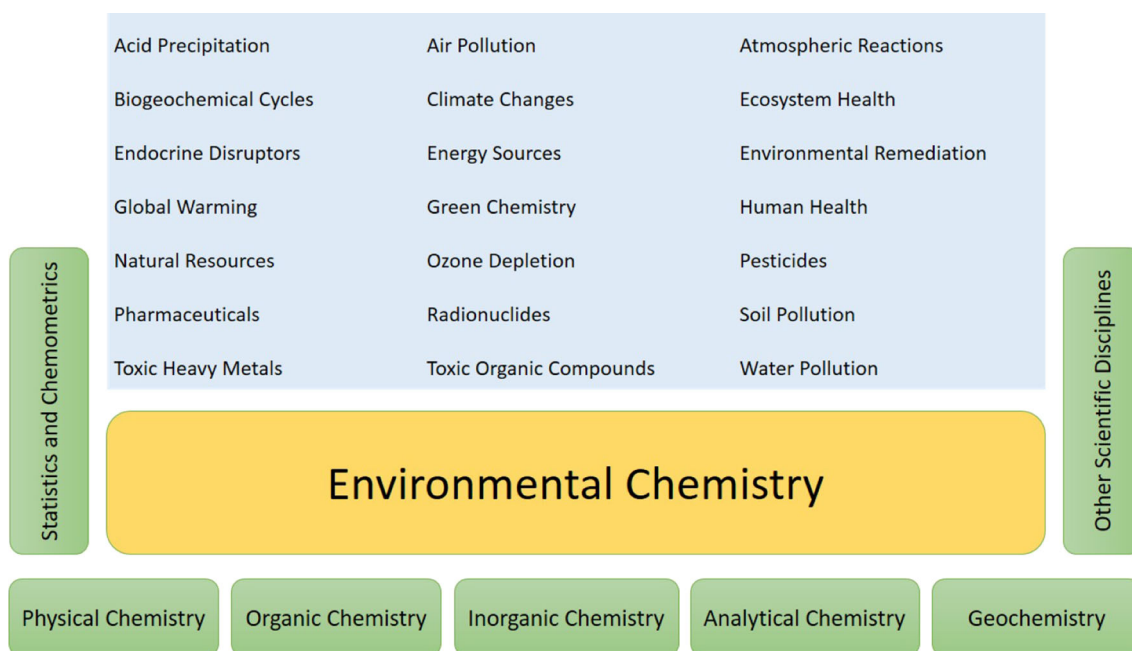 Acid Precipitation
Air Pollution
Atmospheric Reactions
Biogeochemical Cycles
Climate Changes
Ecosystem Health
Endocrine Disruptors
Energy Sources
Environmental Remediation
Global Warming
Green Chemistry
Human Health
Natural Resources
Ozone Depletion
Pesticides
Pharmaceuticals
Radionuclides
Soil Pollution
Toxic Heavy Metals
Toxic Organic Compounds
Water Pollution
Statistics and Chemometrics
Other Scientific Disciplines
Environmental Chemistry
Physical Chemistry
Organic Chemistry
Inorganic Chemistry
Analytical Chemistry
Geochemistry